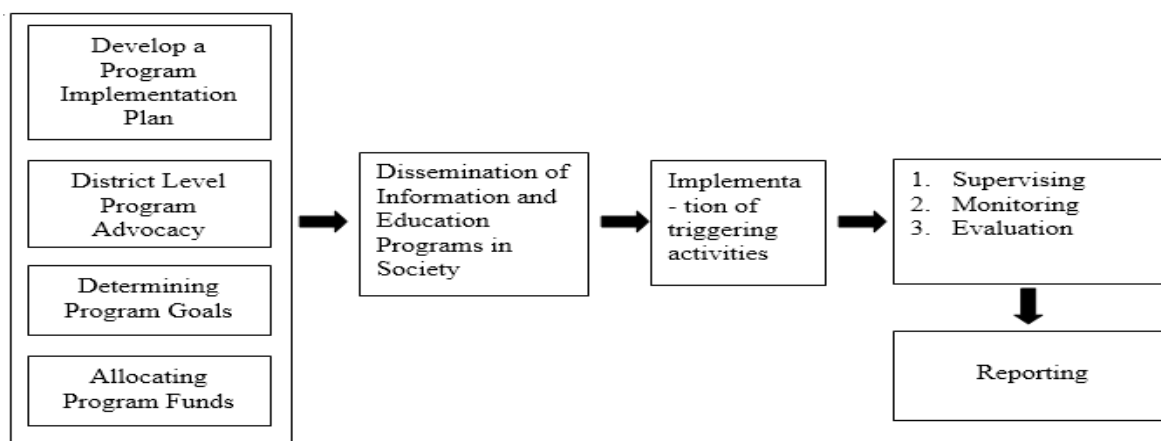 Develop a
Program
Implementation
Plan
District Level
Program
Advocacy
Determining
Program Goals
Allocating
Program Funds
Dissemination of
Information and
Education
Programs in
Society
Implementa
- tion of
triggering
activities
1. Supervising
2. Monitoring
3. Evaluation
Reporting